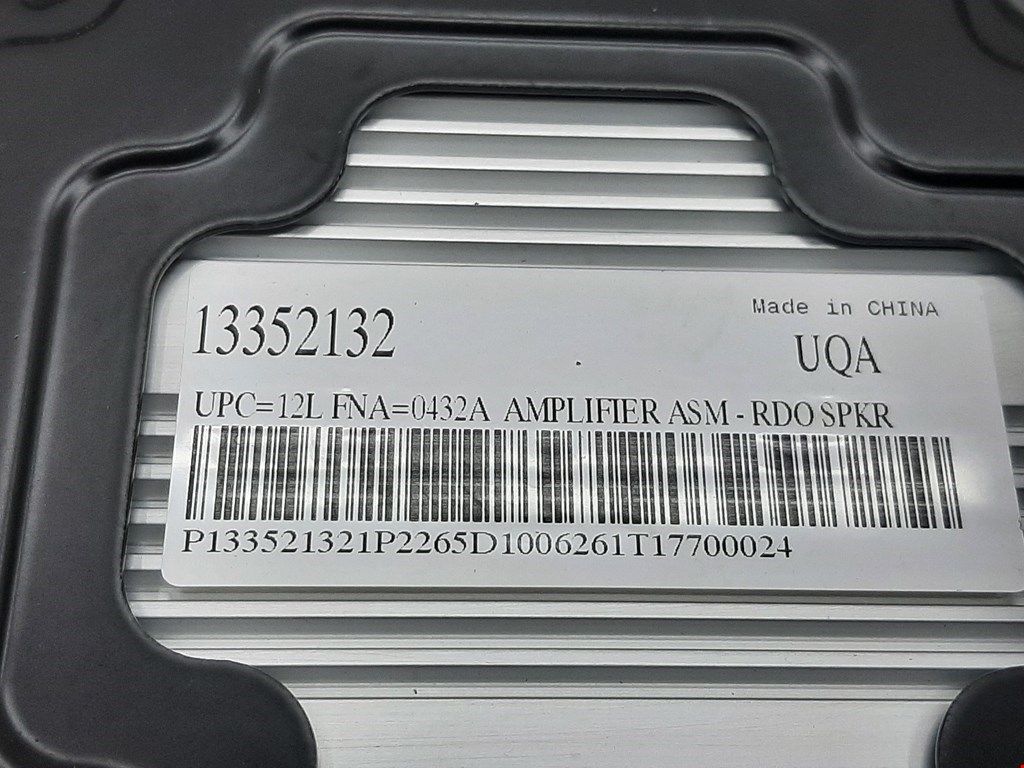 13352132
Made in CHINA
UQA
UPC=12L FNA=0432A AMPLIFIER ASM - RDO SPKR
P133521321P2265D1006261T17700024